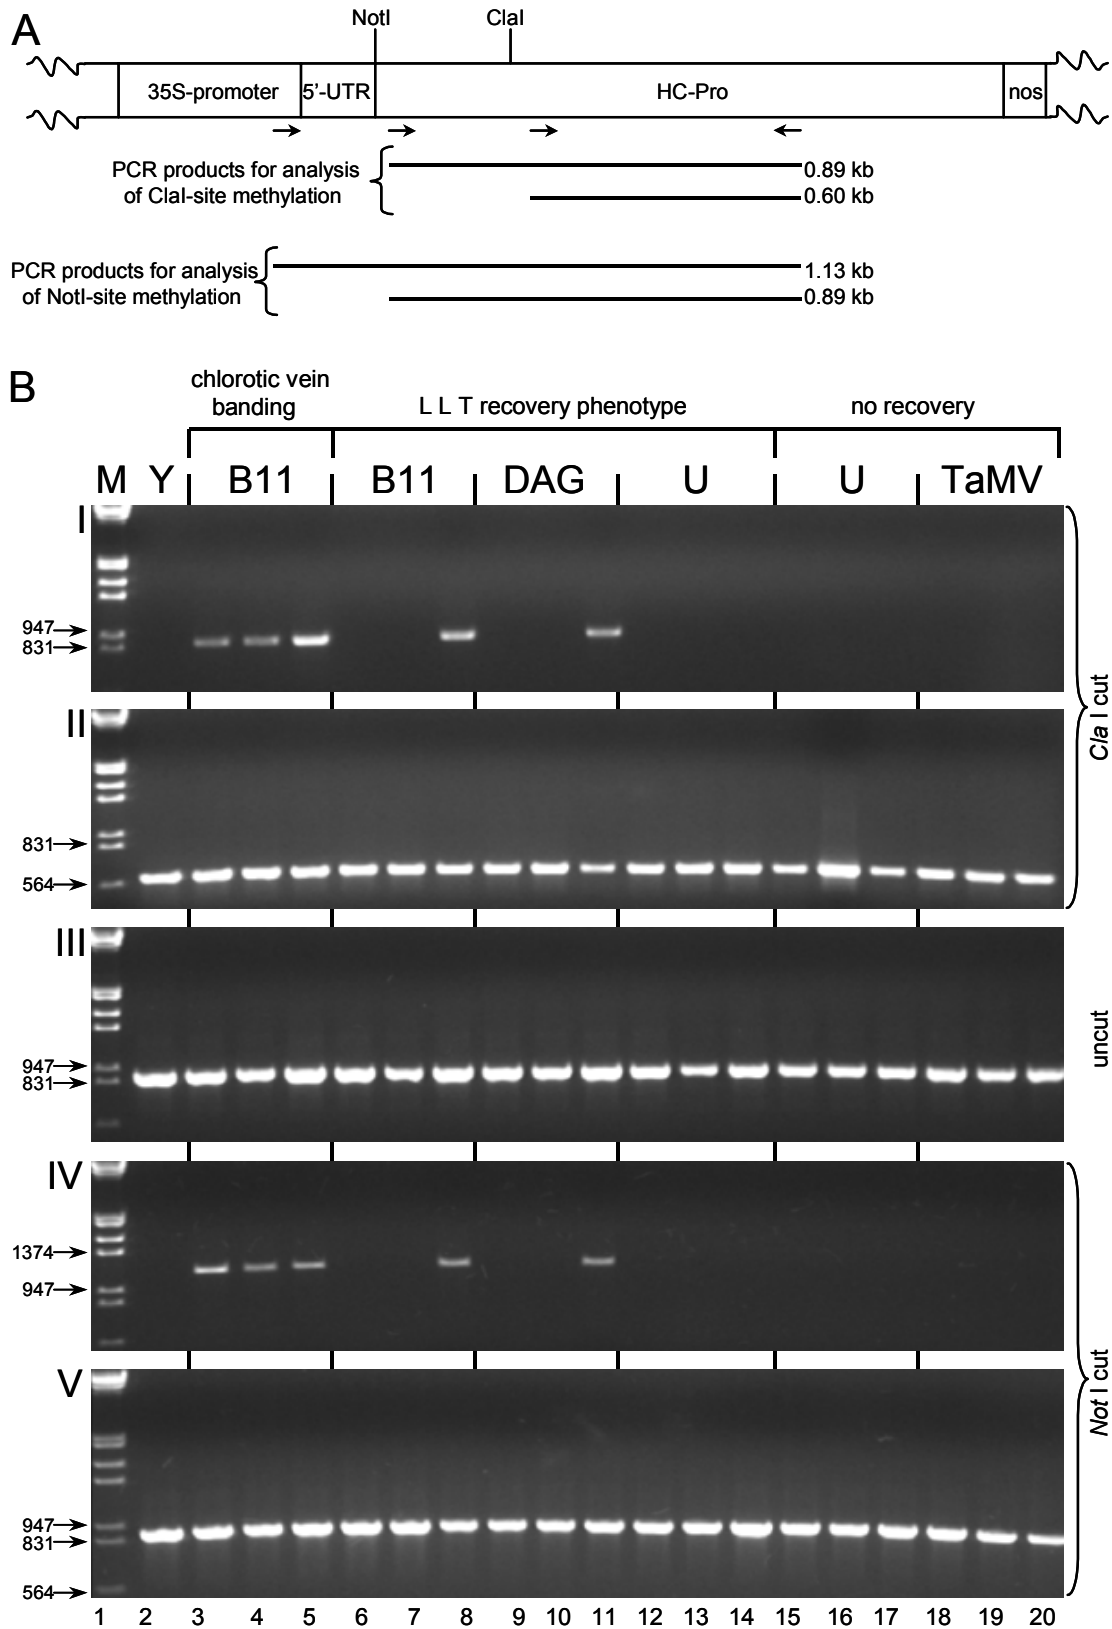 A
NotI
ClaI
35S-promoter
5'-UTR
HC-Pro
nos
PCR products for analysis
of ClaI-site methylation
0.89 kb
0.60 kb
PCR products for analysis
of NotI-site methylation
1.13 kb
0.89 kb
B
chlorotic vein
banding
L L T recovery phenotype
no recovery
M Y B11 B11 DAG U U TaMV
I
947
831
Cla I cut
II
831
564
III
947
831
uncut
IV
1374
947
Not I cut
V
947
831
564
1 2 3 4 5 6 7 8 9 10 11 12 13 14 15 16 17 18 19 20